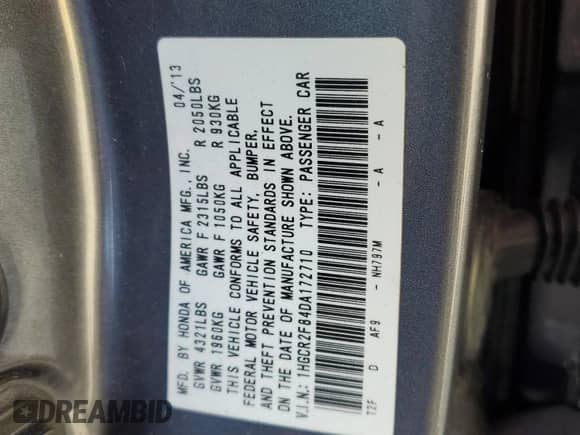 MFD. BY HONDA OF AMERICA MFG., INC. 04/'13
GVWR 4321LBS GAWR F 2315LBS R 2050LBS
GVWR 1960KG GAWR F 1050KG R 930KG
THIS VEHICLE CONFORMS TO ALL APPLICABLE
FEDERAL MOTOR VEHICLE SAFETY, BUMPER,
AND THEFT PREVENTION STANDARDS IN EFFECT
ON THE DATE OF MANUFACTURE SHOWN ABOVE.
V.I.N.: 1HGCR2F84DA172710 TYPE: PASSENGER CAR
T2F D AF9 - NH797M - A - A
DREAMBID